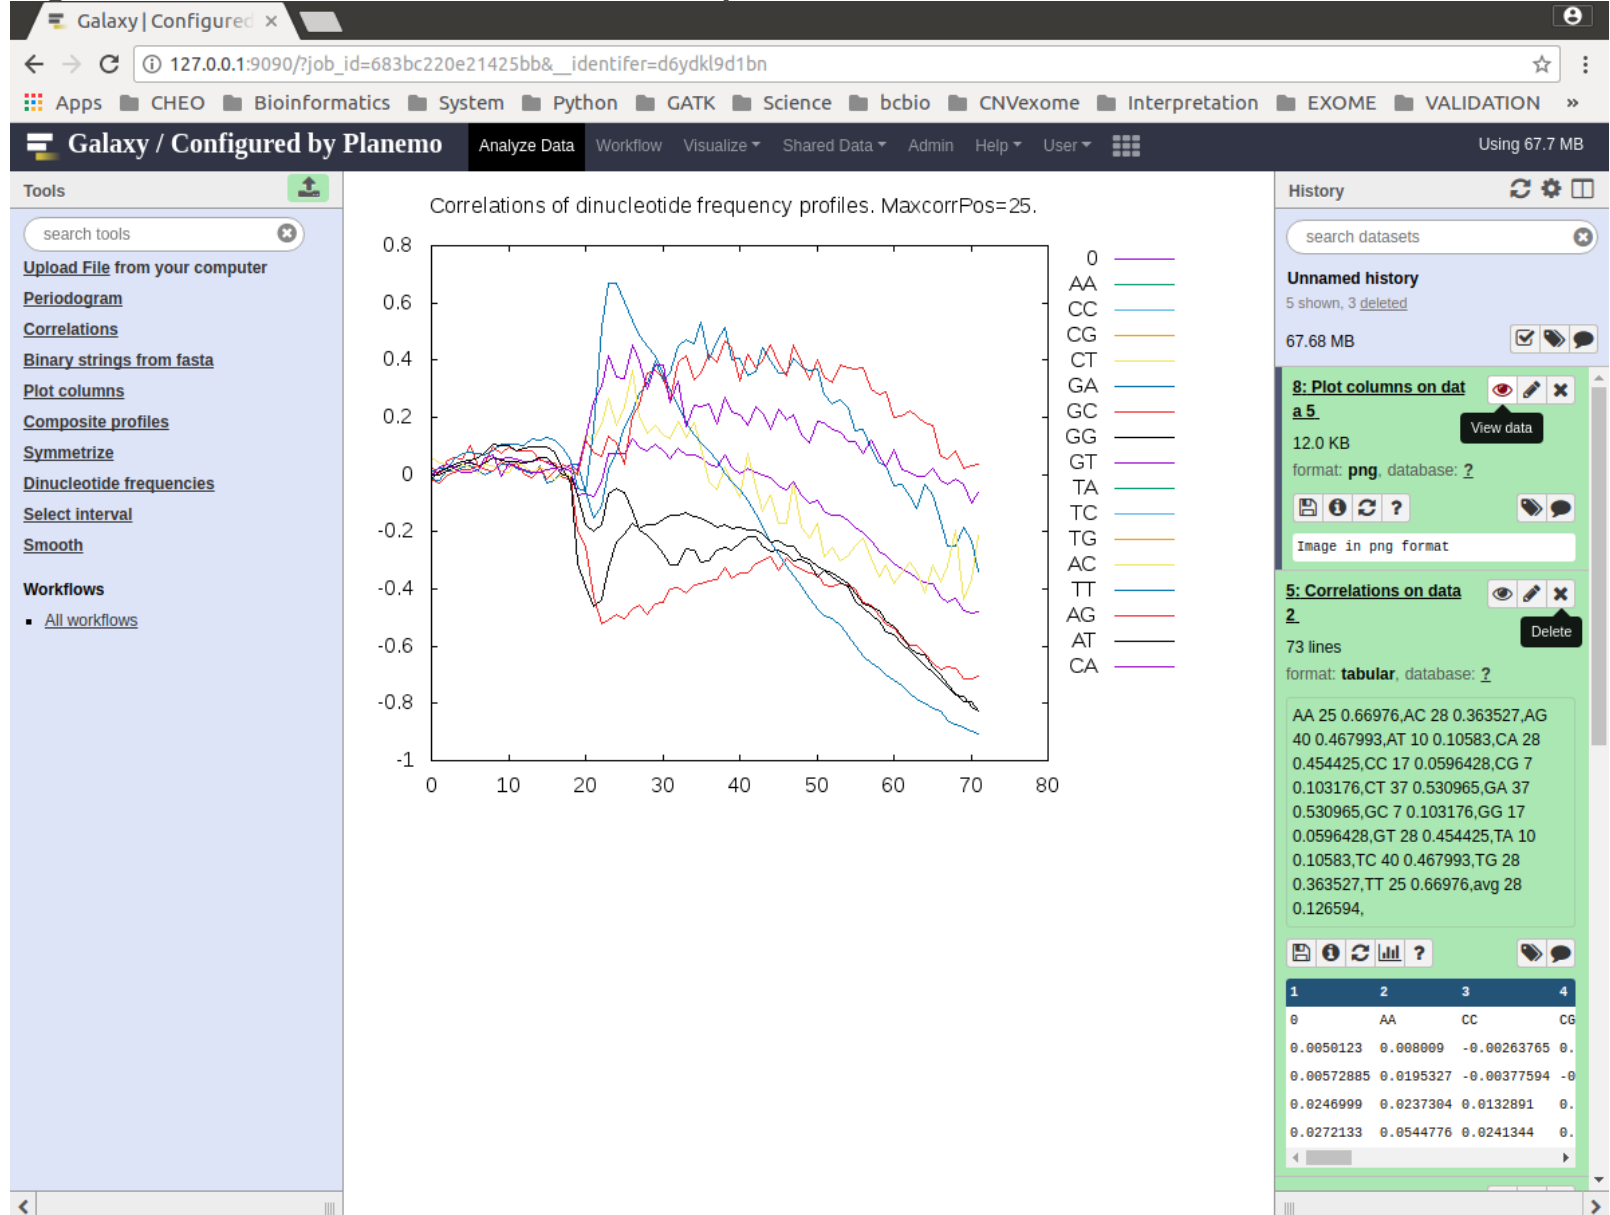 Galaxy | Configured
127.0.0.1:9090/?job_id=683bc220e21425bb&__identifer=d6ydkl9d1bn
Apps CHEO Bioinformatics System Python GATK Science bcbio CNVexome Interpretation EXOME VALIDATION »
Galaxy / Configured by Planemo Analyze Data Workflow Visualize Shared Data Admin Help User Using 67.7 MB
Tools
search tools
Upload File from your computer
Periodogram
Correlations
Binary strings from fasta
Plot columns
Composite profiles
Symmetrize
Dinucleotide frequencies
Select interval
Smooth
Workflows
All workflows
Correlations of dinucleotide frequency profiles. MaxcorrPos=25.
0.8
0.6
0.4
0.2
0
-0.2
-0.4
-0.6
-0.8
-1
0 10 20 30 40 50 60 70 80
0
AA
CC
CG
CT
GA
GC
GG
GT
TA
TC
TG
AC
TT
AG
AT
CA
History
search datasets
Unnamed history
5 shown, 3 deleted
67.68 MB
8: Plot columns on dat
a 5
View data
12.0 KB
format: png, database: ?
?
Image in png format
5: Correlations on data
2
Delete
73 lines
format: tabular, database: ?
AA 25 0.66976,AC 28 0.363527,AG
40 0.467993,AT 10 0.10583,CA 28
0.454425,CC 17 0.0596428,CG 7
0.103176,CT 37 0.530965,GA 37
0.530965,GC 7 0.103176,GG 17
0.0596428,GT 28 0.454425,TA 10
0.10583,TC 40 0.467993,TG 28
0.363527,TT 25 0.66976,avg 28
0.126594,
?
1 2 3 4
0 AA CC CG
0.0050123 0.008009 -0.00263765 0.
0.00572885 0.0195327 -0.00377594 -0
0.0246999 0.0237304 0.0132891 0.
0.0272133 0.0544776 0.0241344 0.